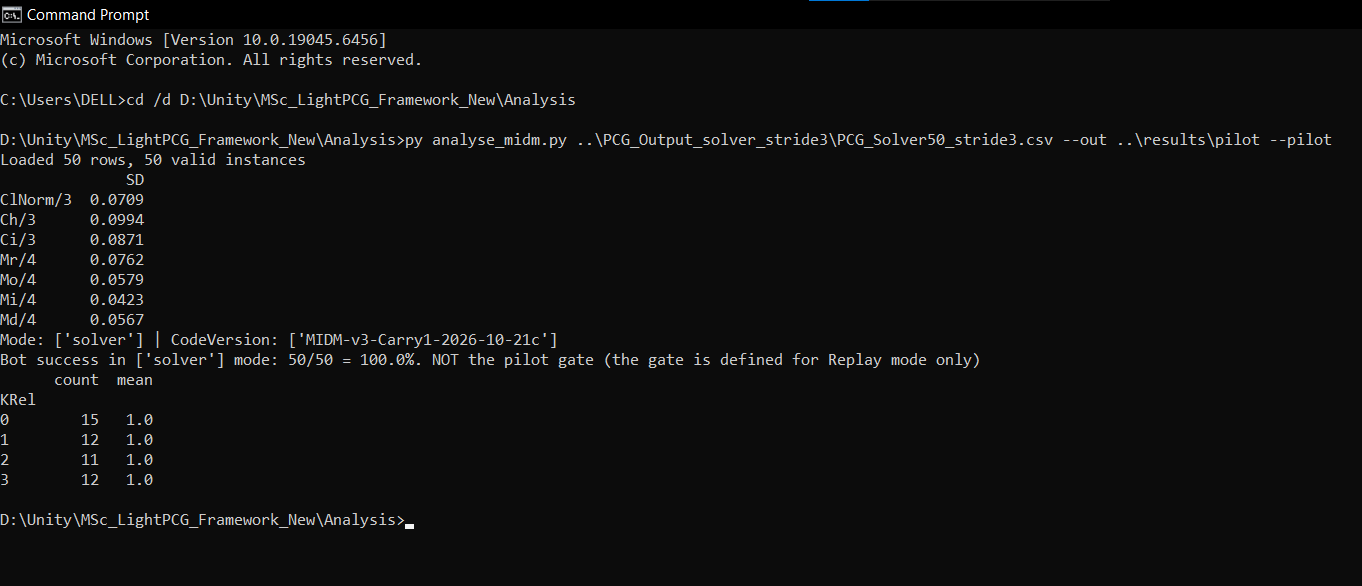 Command Prompt
Microsoft Windows [Version 10.0.19045.6456]
(c) Microsoft Corporation. All rights reserved.
C:\Users\DELL>cd /d D:\Unity\MSc_LightPCG_Framework_New\Analysis
D:\Unity\MSc_LightPCG_Framework_New\Analysis>py analyse_midm.py ..\PCG_Output_solver_stride3\PCG_Solver50_stride3.csv --out ..\results\pilot --pilot
Loaded 50 rows, 50 valid instances
SD
ClNorm/3 0.0709
Ch/3 0.0994
Ci/3 0.0871
Mr/4 0.0762
Mo/4 0.0579
Mi/4 0.0423
Md/4 0.0567
Mode: ['solver'] | CodeVersion: ['MIDM-v3-Carry1-2026-10-21c']
Bot success in ['solver'] mode: 50/50 = 100.0%. NOT the pilot gate (the gate is defined for Replay mode only)
count mean
KRel
0 15 1.0
1 12 1.0
2 11 1.0
3 12 1.0
D:\Unity\MSc_LightPCG_Framework_New\Analysis>